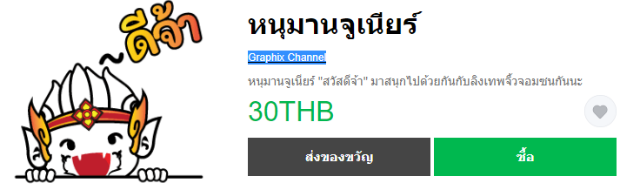 ดีจ้า~
หนุมานจูเนียร์
Graphix Channel
หนุมานจูเนียร์ "สวัสดีจ้า" มาสนุกไปด้วยกันกับลิงเทพจิ๋วจอมซนกันนะ
30THB
ส่งของขวัญ
ซื้อ